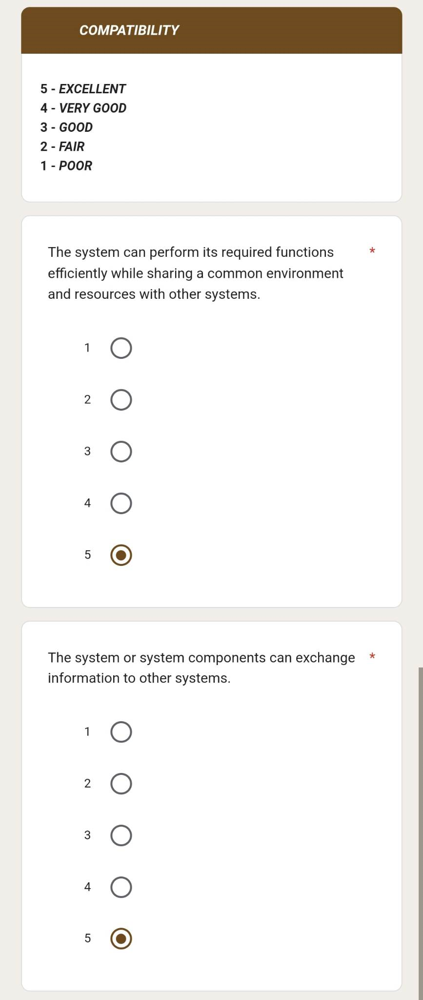 COMPATIBILITY
5 - EXCELLENT
4 - VERY GOOD
3 - GOOD
2 - FAIR
1 - POOR
The system can perform its required functions *
efficiently while sharing a common environment
and resources with other systems.
1
2
3
4
5
The system or system components can exchange *
information to other systems.
1
2
3
4
5